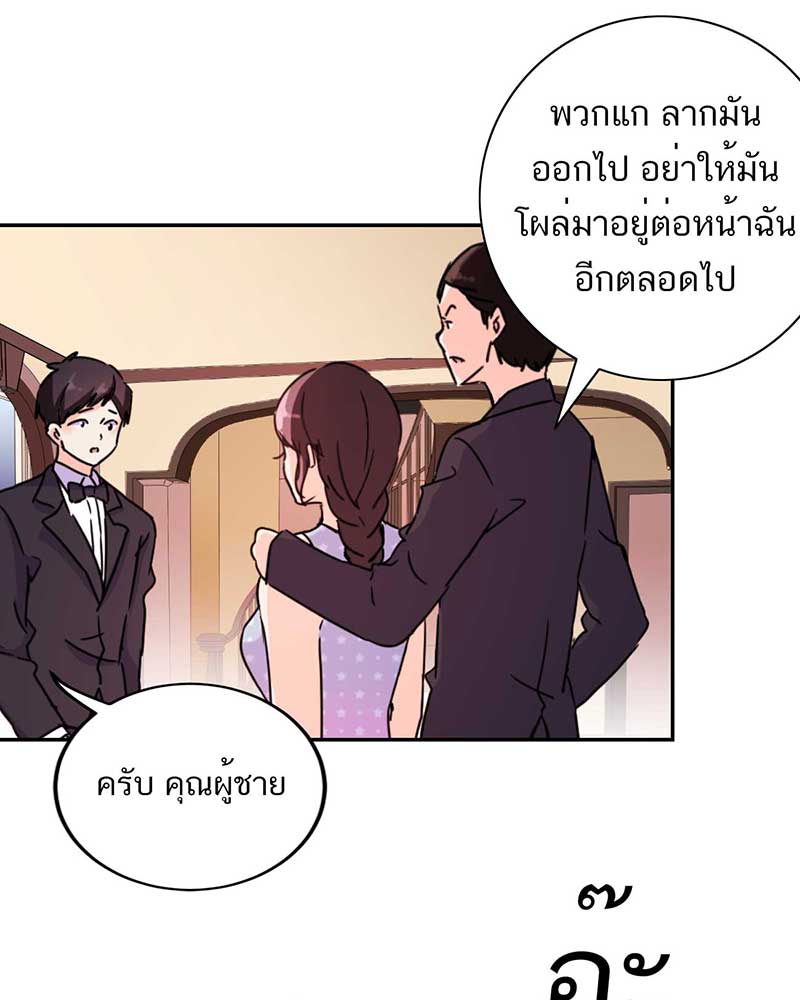 พวกแก ลากมัน
ออกไป อย่าให้มัน
โผล่มาอยู่ต่อหน้าฉัน
อีกตลอดไป
ครับ คุณผู้ชาย
อ๊ะ